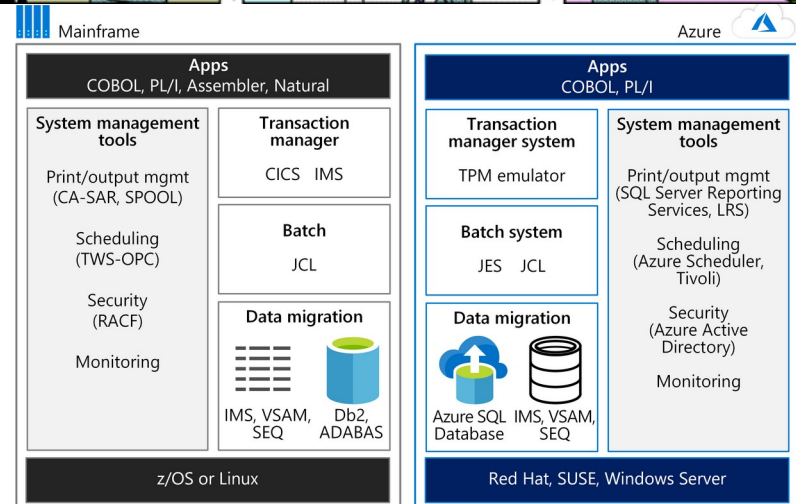 Mainframe
Apps
COBOL, PL/I, Assembler, Natural
System management
tools
Print/output mgmt
(CA-SAR, SPOOL)
Scheduling
(TWS-OPC)
Security
(RACF)
Monitoring
Transaction
manager
CICS IMS
Batch
JCL
Data migration
IMS, VSAM,
SEQ
Db2,
ADABAS
z/OS or Linux
Azure
Apps
COBOL, PL/I
Transaction
manager system
TPM emulator
Batch system
JES JCL
Data migration
Azure SQL
Database
IMS, VSAM,
SEQ
System management
tools
Print/output mgmt
(SQL Server Reporting
Services, LRS)
Scheduling
(Azure Scheduler,
Tivoli)
Security
(Azure Active
Directory)
Monitoring
Red Hat, SUSE, Windows Server